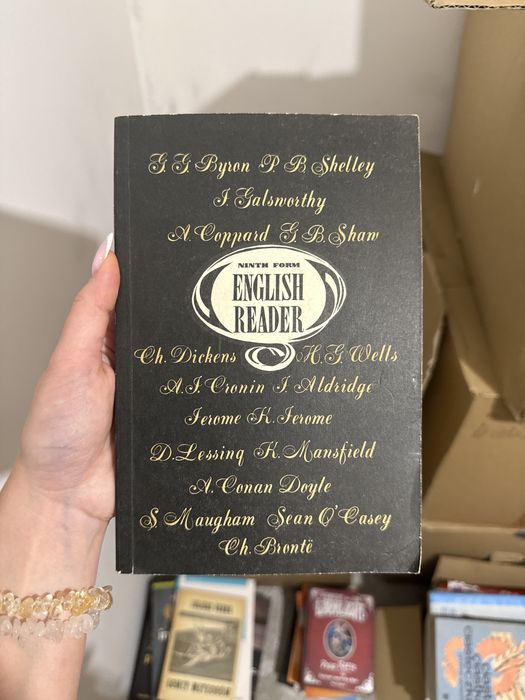 G. G. Byron P. B. Shelley
J. Galsworthy
A. Coppard G. B. Shaw
NINTH FORM
ENGLISH
READER
Ch. Dickens H. G. Wells
A. J. Cronin J. Aldridge
Jerome K. Jerome
D. Lessing K. Mansfield
A. Conan Doyle
S. Maugham Sean O'Casey
Ch. Brontë